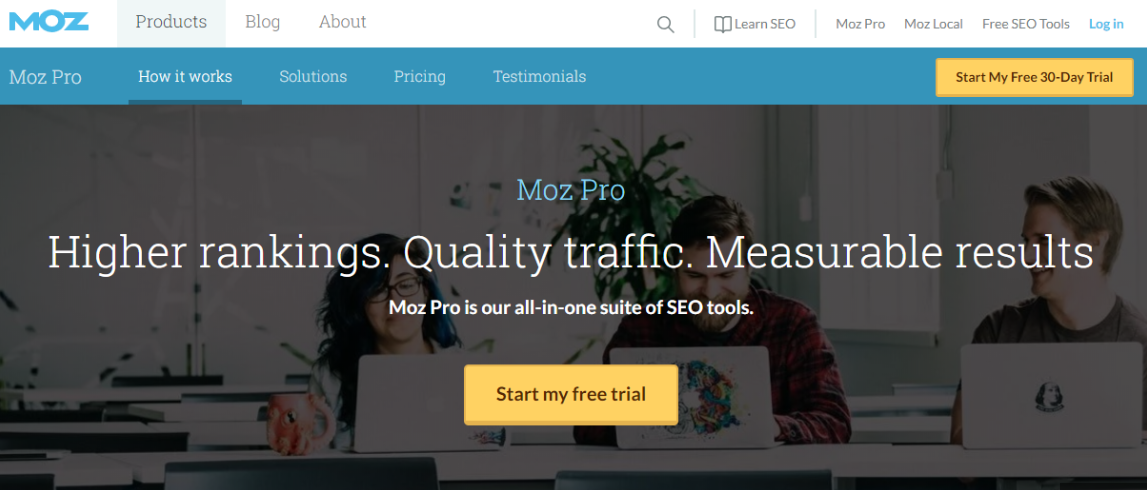 MOZ
Products
Blog
About
Learn SEO
Moz Pro
Moz Local
Free SEO Tools
Log in
Moz Pro
How it works
Solutions
Pricing
Testimonials
Start My Free 30-Day Trial
Moz Pro
Higher rankings. Quality traffic. Measurable results
Moz Pro is our all-in-one suite of SEO tools.
Start my free trial